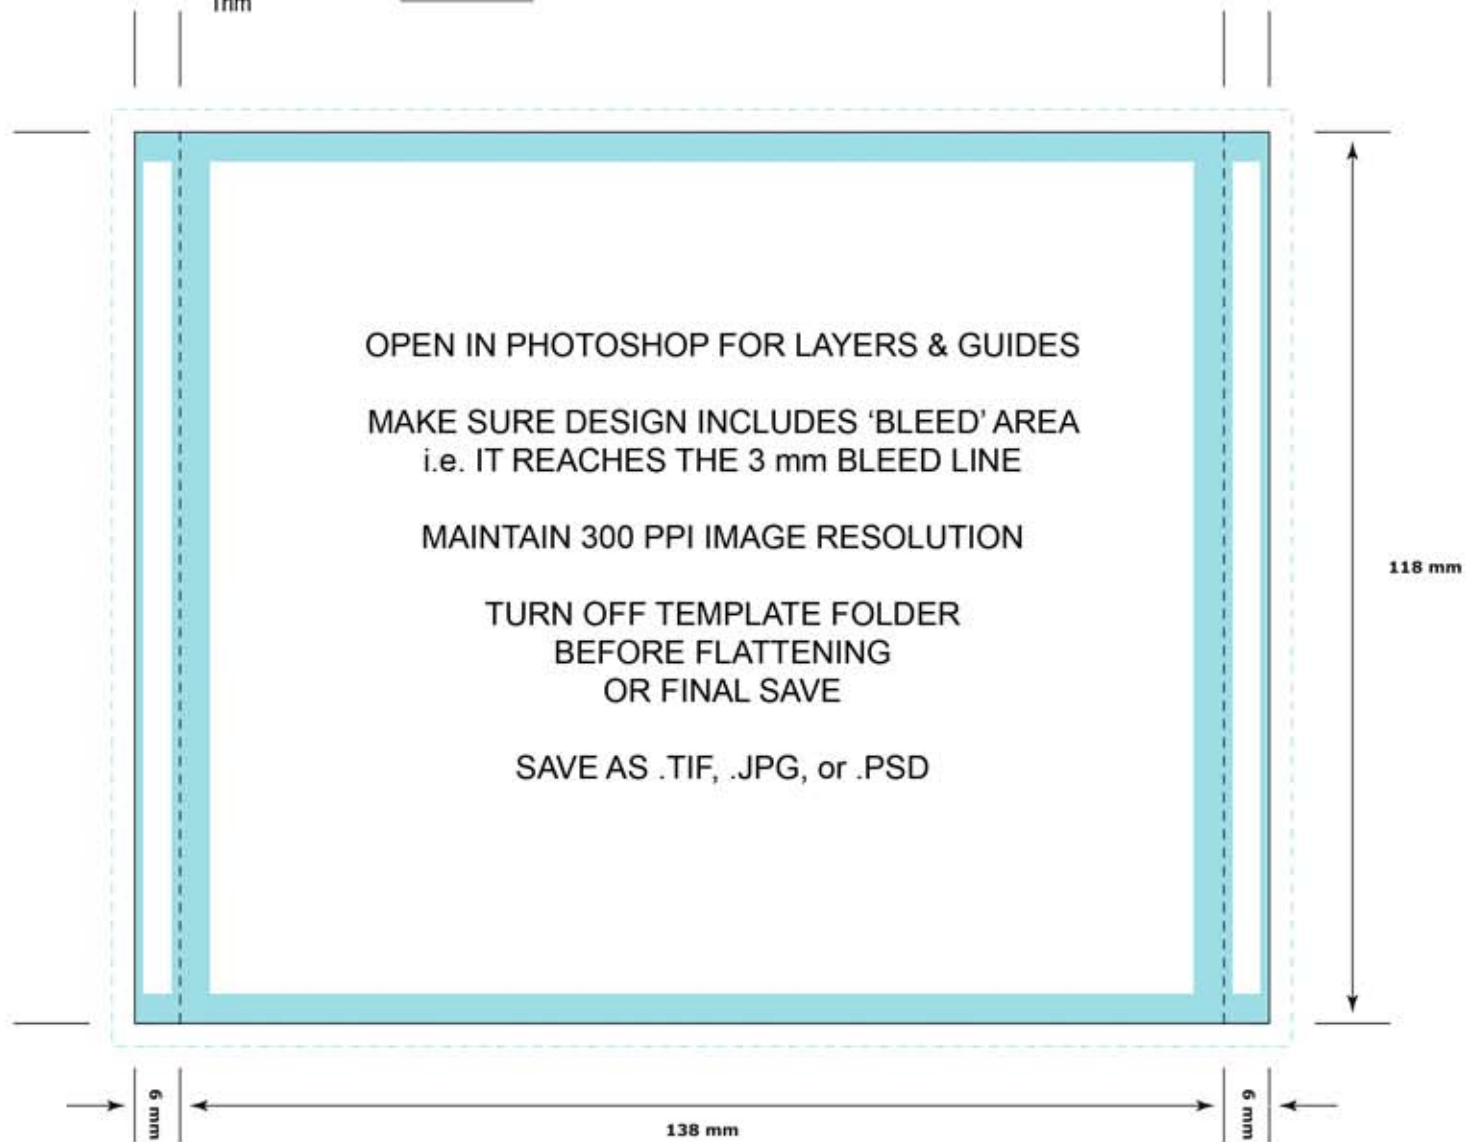 Trim
OPEN IN PHOTOSHOP FOR LAYERS & GUIDES
MAKE SURE DESIGN INCLUDES ‘BLEED’ AREA
i.e. IT REACHES THE 3 mm BLEED LINE
MAINTAIN 300 PPI IMAGE RESOLUTION
TURN OFF TEMPLATE FOLDER
BEFORE FLATTENING
OR FINAL SAVE
SAVE AS .TIF, .JPG, or .PSD
118 mm
6 mm
138 mm
6 mm